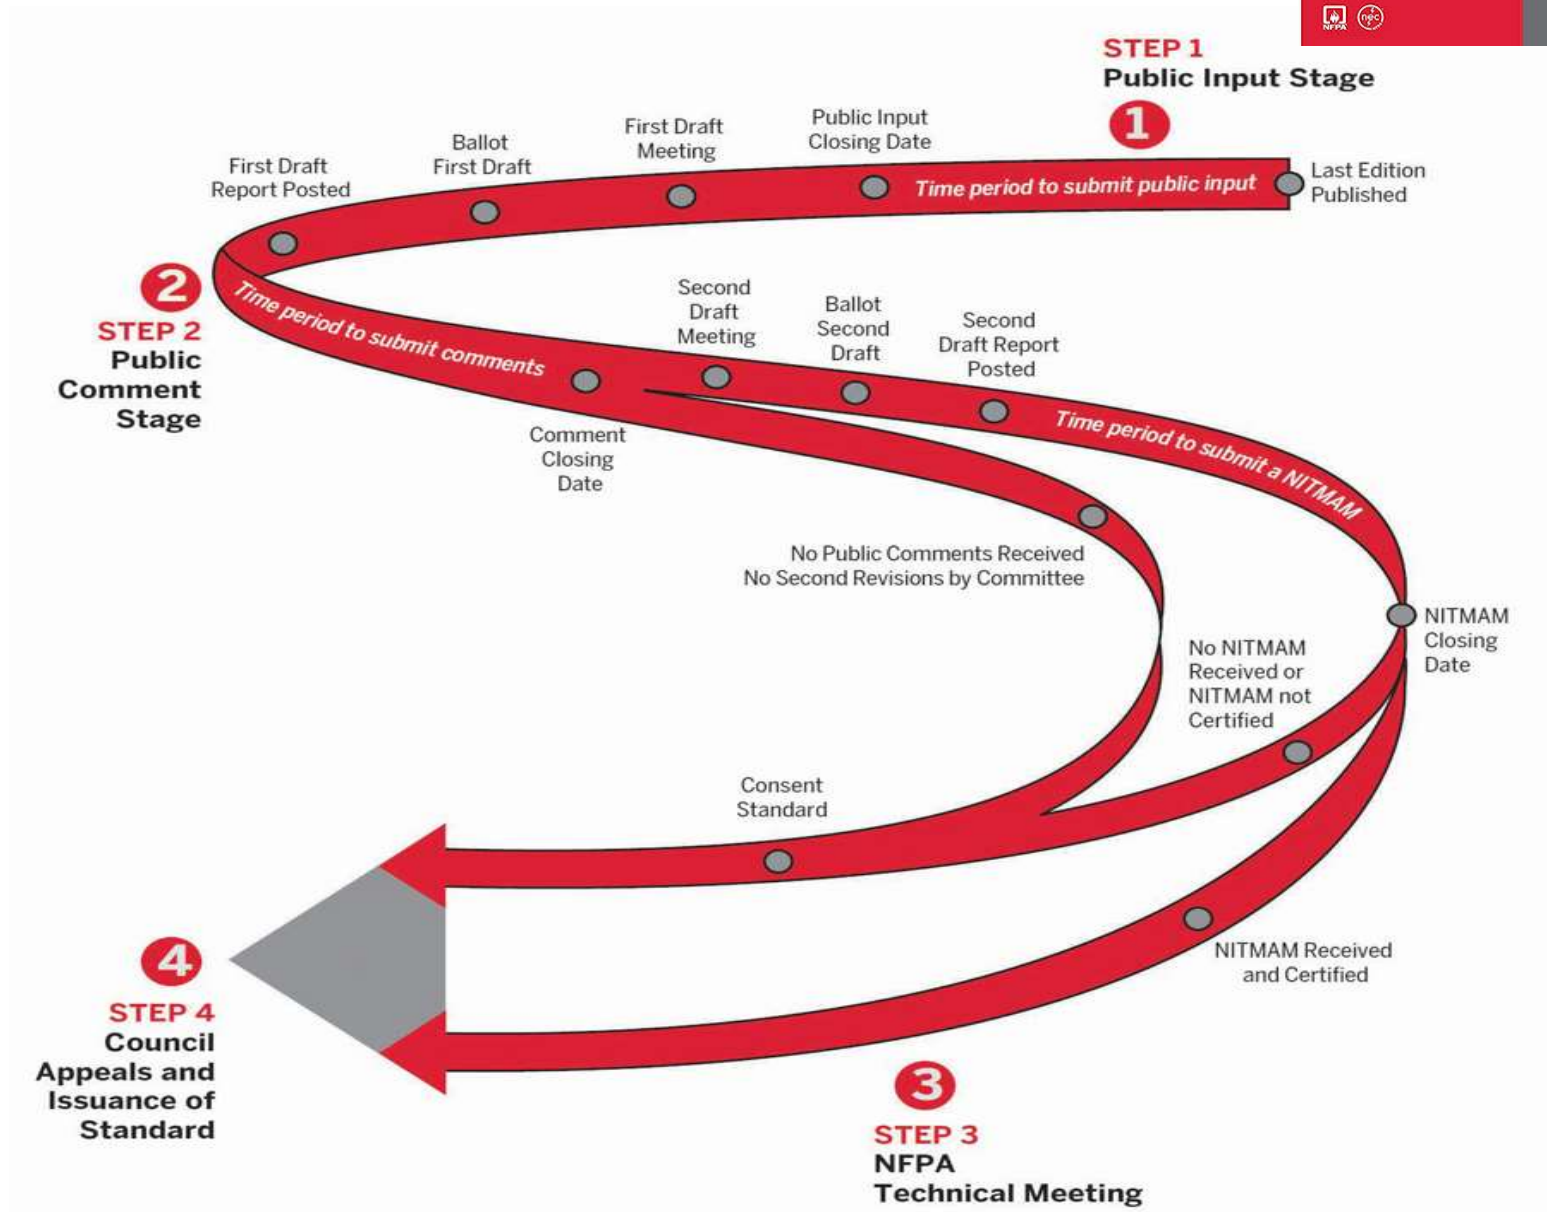 NFPA
nec
STEP 1
Public Input Stage
1
Public Input
Closing Date
First Draft
Meeting
Ballot
First Draft
First Draft
Report Posted
Time period to submit public input
Last Edition
Published
2
STEP 2
Public
Comment
Stage
Time period to submit comments
Second
Draft
Meeting
Ballot
Second
Draft
Second
Draft Report
Posted
Time period to submit a NITMAM
Comment
Closing
Date
No Public Comments Received
No Second Revisions by Committee
NITMAM
Closing
Date
No NITMAM
Received or
NITMAM not
Certified
Consent
Standard
NITMAM Received
and Certified
4
STEP 4
Council
Appeals and
Issuance of
Standard
3
STEP 3
NFPA
Technical Meeting